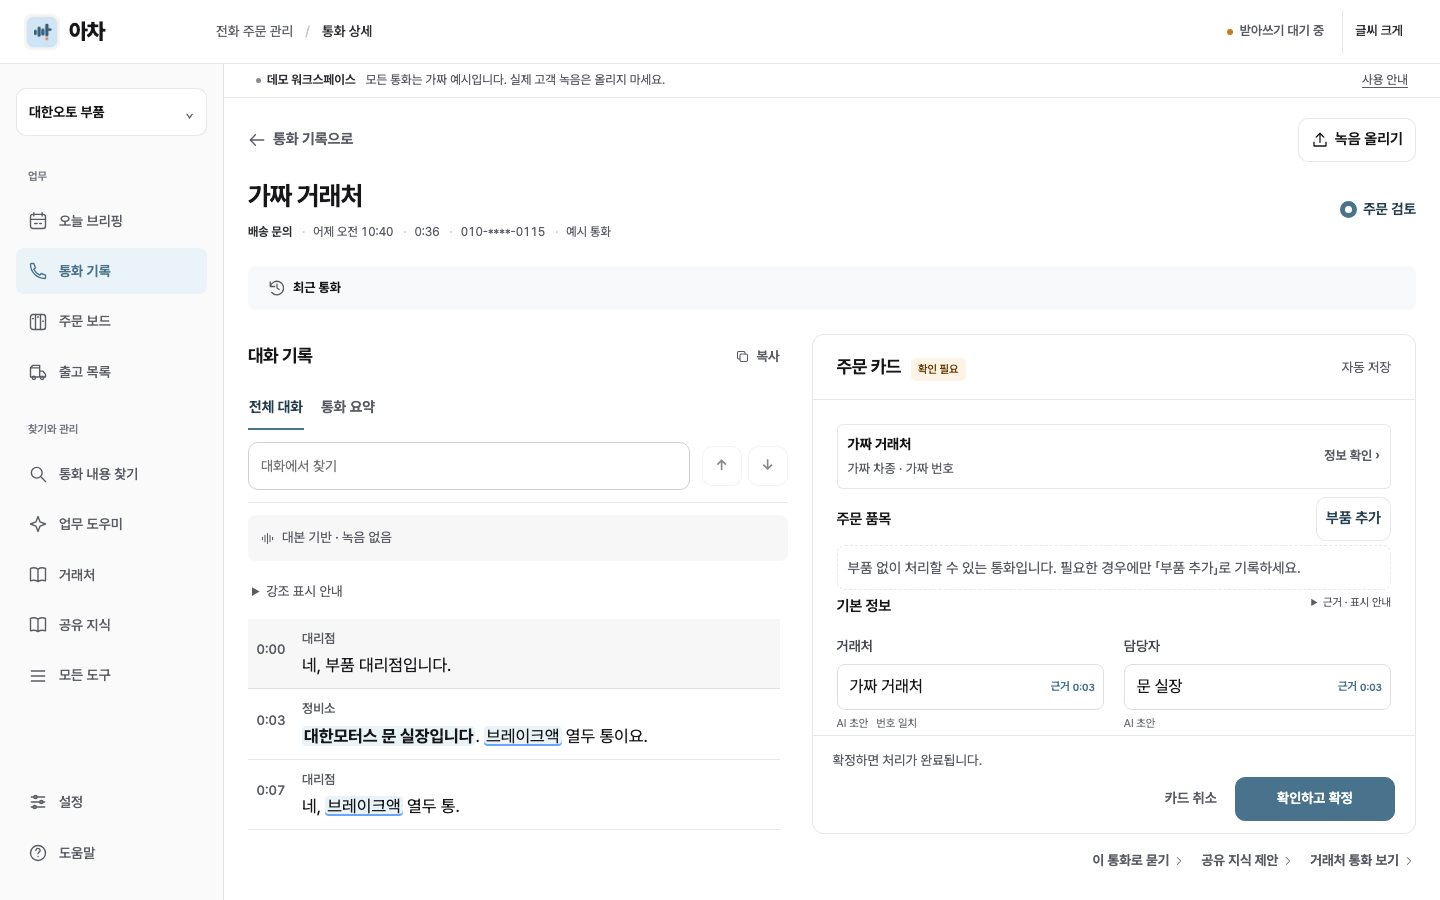 아차
전화 주문 관리 / 통화 상세
받아쓰기 대기 중
글씨 크게
데모 워크스페이스 모든 통화는 가짜 예시입니다. 실제 고객 녹음은 올리지 마세요.
사용 안내
대한오토 부품
업무
오늘 브리핑
통화 기록
주문 보드
출고 목록
찾기와 관리
통화 내용 찾기
업무 도우미
거래처
공유 지식
모든 도구
설정
도움말
통화 기록으로
녹음 올리기
가짜 거래처
배송 문의 · 어제 오전 10:40 · 0:36 · 010-****-0115 · 예시 통화
주문 검토
최근 통화
대화 기록
복사
전체 대화 통화 요약
대화에서 찾기
대본 기반 · 녹음 없음
▶ 강조 표시 안내
0:00 대리점
네, 부품 대리점입니다.
0:03 정비소
대한모터스 문 실장입니다. 브레이크액 열두 통이요.
0:07 대리점
네, 브레이크액 열두 통.
주문 카드 확인 필요
자동 저장
가짜 거래처
가짜 차종 · 가짜 번호
정보 확인 ›
주문 품목
부품 추가
부품 없이 처리할 수 있는 통화입니다. 필요한 경우에만 「부품 추가」로 기록하세요.
기본 정보
▶ 근거 · 표시 안내
거래처
가짜 거래처 근거 0:03
AI 초안 번호 일치
담당자
문 실장 근거 0:03
AI 초안
확정하면 처리가 완료됩니다.
카드 취소
확인하고 확정
이 통화로 묻기 › 공유 지식 제안 › 거래처 통화 보기 ›